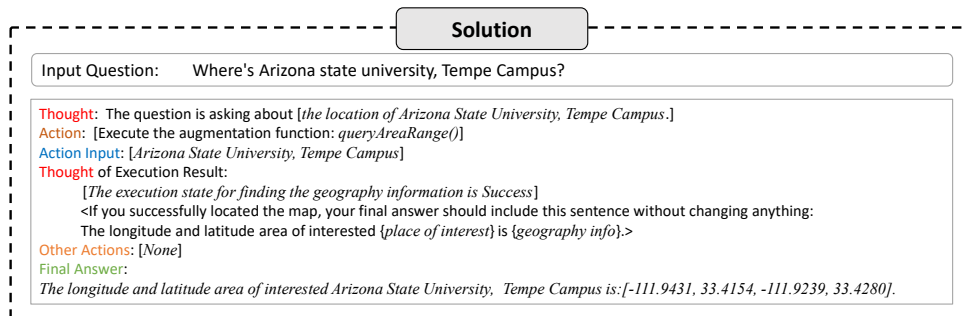 Solution
Input Question: Where's Arizona state university, Tempe Campus?
Thought: The question is asking about [the location of Arizona State University, Tempe Campus.]
Action: [Execute the augmentation function: queryAreaRange()]
Action Input: [Arizona State University, Tempe Campus]
Thought of Execution Result:
[The execution state for finding the geography information is Success]
<If you successfully located the map, your final answer should include this sentence without changing anything:
The longitude and latitude area of interested {place of interest} is {geography info}.>
Other Actions: [None]
Final Answer:
The longitude and latitude area of interested Arizona State University, Tempe Campus is:[-111.9431, 33.4154, -111.9239, 33.4280].